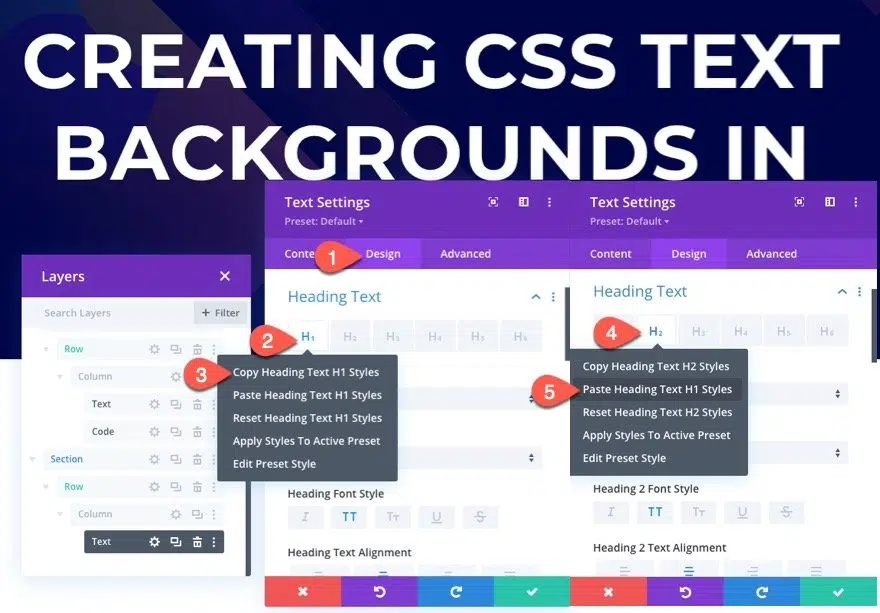 CREATING CSS TEXT
BACKGROUNDS IN
Layers
Search Layers
+ Filter
Row
Column
Text
Code
Section
Row
Column
Text
Text Settings
Preset: Default
1
Design
Advanced
Heading Text
2
H1
H2
H3
H4
H5
H6
3
Copy Heading Text H1 Styles
Paste Heading Text H1 Styles
Reset Heading Text H1 Styles
Apply Styles To Active Preset
Edit Preset Style
Heading Font Style
I
TT
Tт
U
S
Heading Text Alignment
Text Settings
Preset: Default
Content
Design
Advanced
Heading Text
4
H2
H3
H4
H5
H6
Copy Heading Text H2 Styles
5
Paste Heading Text H1 Styles
Reset Heading Text H2 Styles
Apply Styles To Active Preset
Edit Preset Style
Heading 2 Font Style
I
TT
Tт
U
S
Heading 2 Text Alignment